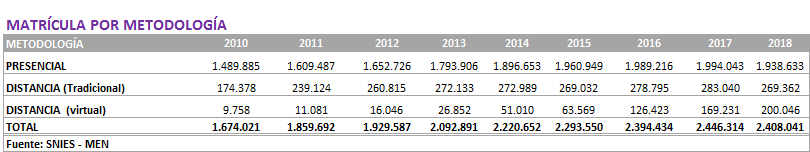 MATRÍCULA POR METODOLOGÍA
METODOLOGÍA 2010 2011 2012 2013 2014 2015 2016 2017 2018
PRESENCIAL 1.489.885 1.609.487 1.652.726 1.793.906 1.896.653 1.960.949 1.989.216 1.994.043 1.938.633
DISTANCIA (Tradicional) 174.378 239.124 260.815 272.133 272.989 269.032 278.795 283.040 269.362
DISTANCIA (virtual) 9.758 11.081 16.046 26.852 51.010 63.569 126.423 169.231 200.046
TOTAL 1.674.021 1.859.692 1.929.587 2.092.891 2.220.652 2.293.550 2.394.434 2.446.314 2.408.041
Fuente: SNIES - MEN